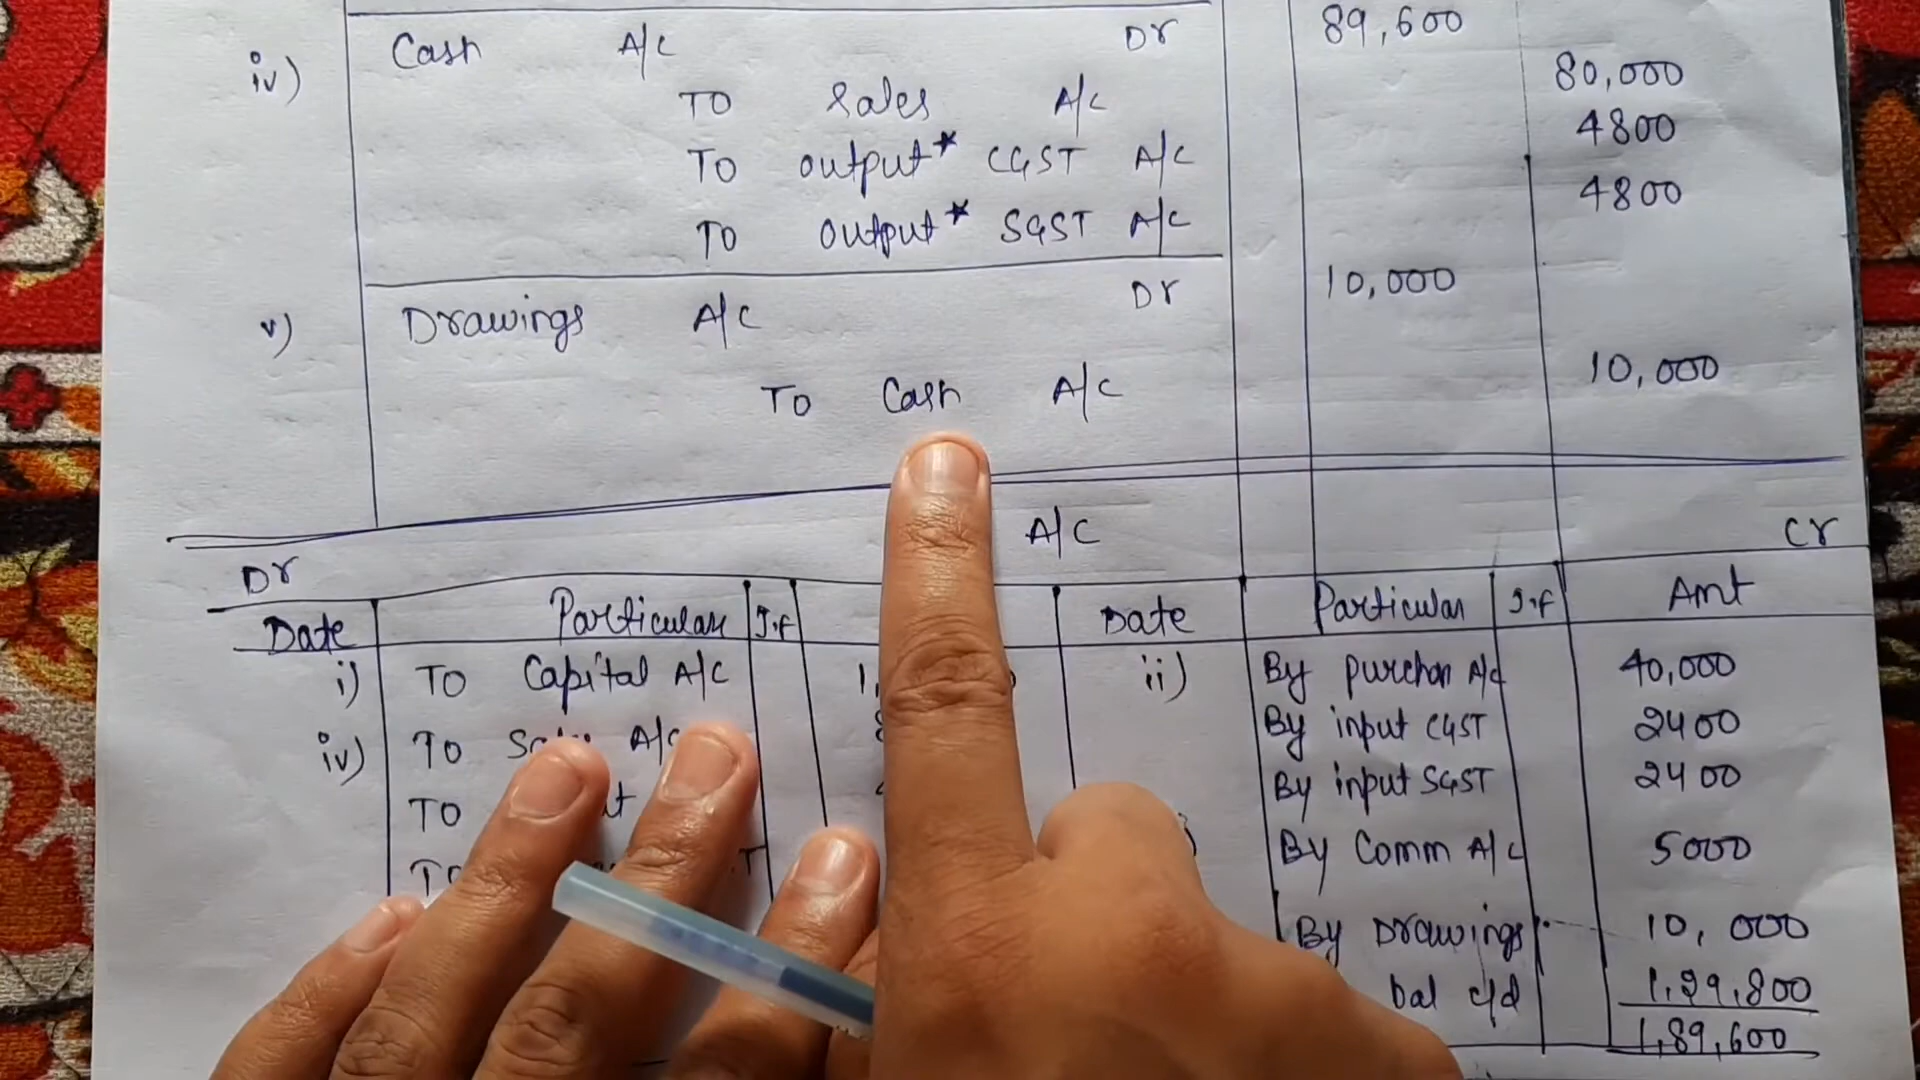 iv) Cash A/C Dr 89,600
To Sales A/C 80,000
To output* CGST A/C 4800
To output* SGST A/C 4800
v) Drawings A/C Dr 10,000
To Cash A/C 10,000
Dr A/C Cr
Date Particular J.f Date Particular J.f Amt
i) To Capital A/C ii) By purchas A/C 40,000
iv) To A/C By input CGST 2400
To By input SGST 2400
To By Comm A/C 5000
By Drawings 10,000
bal c/d 1,29,800
1,89,600